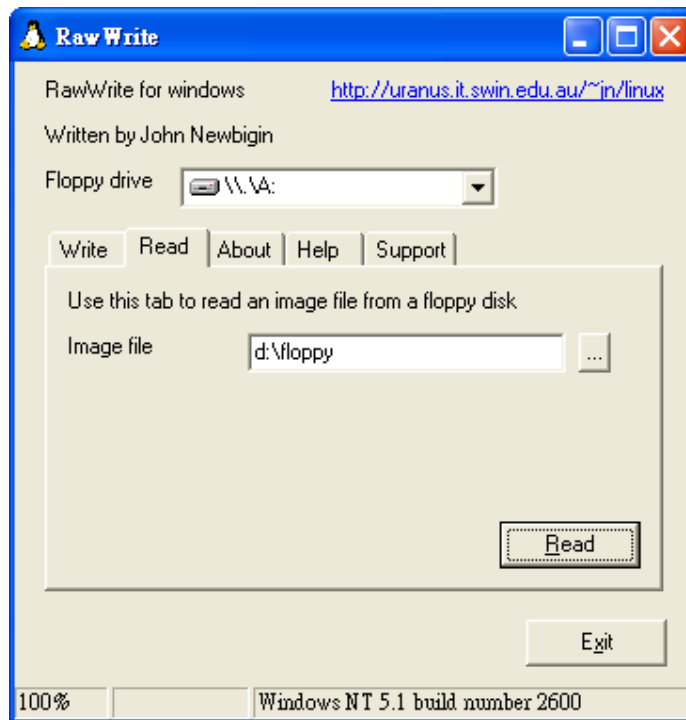 RawWrite
RawWrite for windows http://uranus.it.swin.edu.au/~jn/linux
Written by John Newbigin
Floppy drive \\.\A:
Write Read About Help Support
Use this tab to read an image file from a floppy disk
Image file d:\floppy ...
Read
Exit
100% Windows NT 5.1 build number 2600